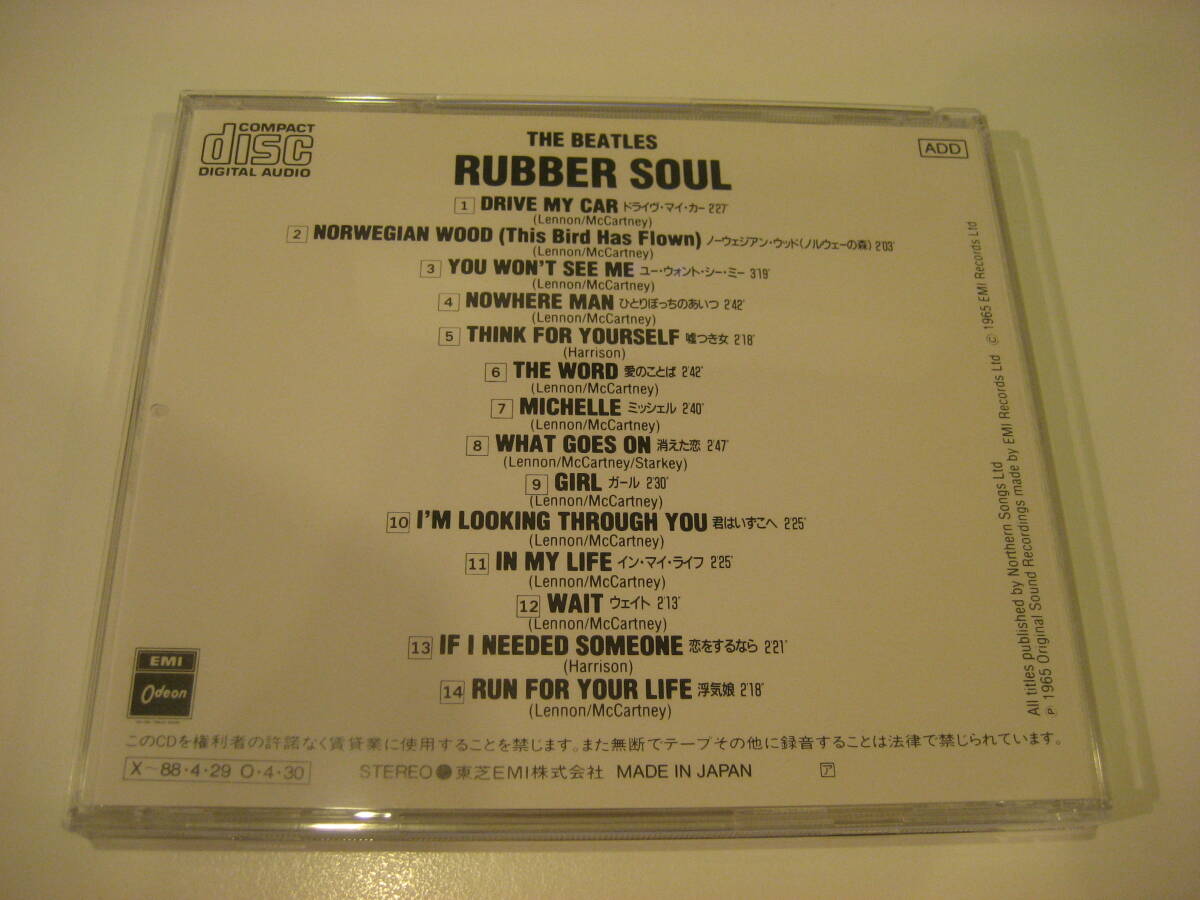 COMPACT
disc
DIGITAL AUDIO
THE BEATLES
RUBBER SOUL
ADD
1 DRIVE MY CAR ドライヴ・マイ・カー 2'27"
(Lennon/McCartney)
2 NORWEGIAN WOOD (This Bird Has Flown) ノーウェジアン・ウッド(ノルウェーの森) 2'03"
(Lennon/McCartney)
3 YOU WON'T SEE ME ユー・ウォント・シー・ミー 3'19"
(Lennon/McCartney)
4 NOWHERE MAN ひとりぼっちのあいつ 2'42"
(Lennon/McCartney)
5 THINK FOR YOURSELF 嘘つき女 2'18"
(Harrison)
6 THE WORD 愛のことば 2'42"
(Lennon/McCartney)
7 MICHELLE ミッシェル 2'40"
(Lennon/McCartney)
8 WHAT GOES ON 消えた恋 2'47"
(Lennon/McCartney/Starkey)
9 GIRL ガール 2'30"
(Lennon/McCartney)
10 I'M LOOKING THROUGH YOU 君はいずこへ 2'25"
(Lennon/McCartney)
11 IN MY LIFE イン・マイ・ライフ 2'25"
(Lennon/McCartney)
12 WAIT ウェイト 2'13"
(Lennon/McCartney)
13 IF I NEEDED SOMEONE 恋をするなら 2'21"
(Harrison)
14 RUN FOR YOUR LIFE 浮気娘 2'18"
(Lennon/McCartney)
All titles published by Northern Songs Ltd
℗ 1965 Original Sound Recordings made by EMI Records Ltd © 1965 EMI Records Ltd
EMI
Odeon
このCDを権利者の許諾なく賃貸業に使用することを禁じます。また無断でテープその他に録音することは法律で禁じられています。
X～88・4・29 O・4・30
STEREO 東芝EMI株式会社 MADE IN JAPAN ア